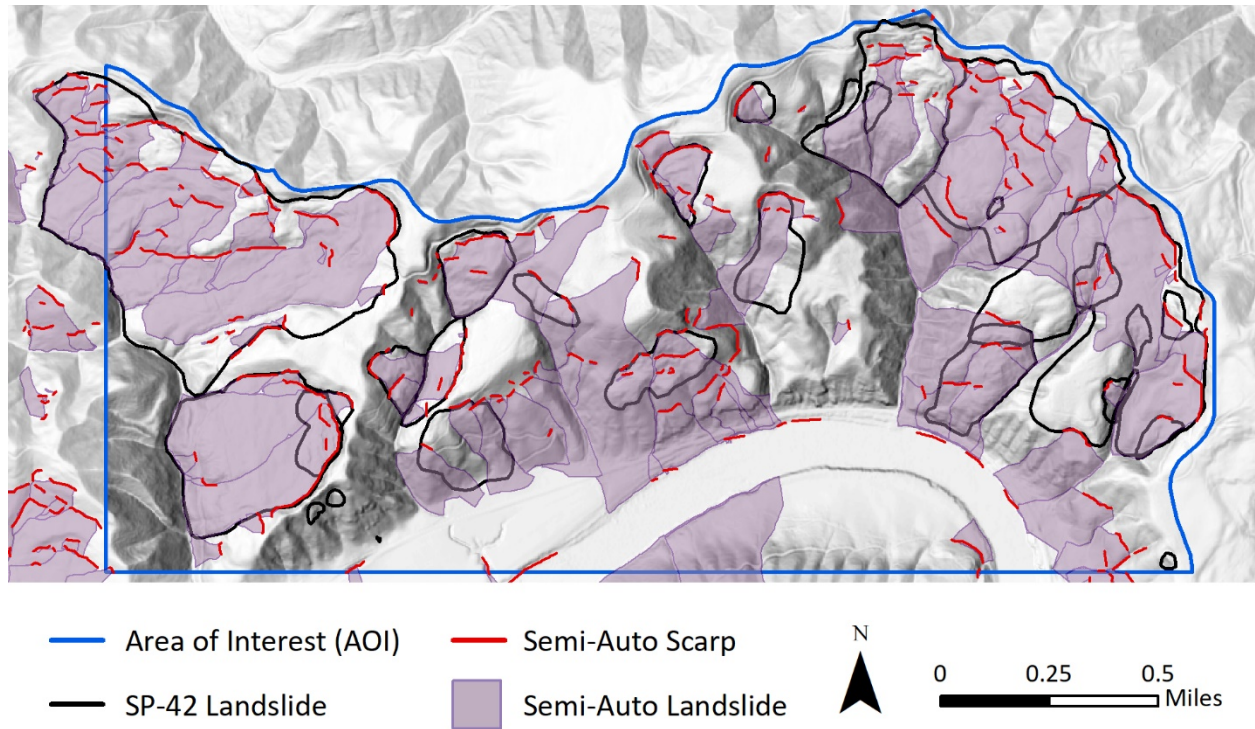 Area of Interest (AOI)
Semi-Auto Scarp
N
0 0.25 0.5
Miles
SP-42 Landslide
Semi-Auto Landslide